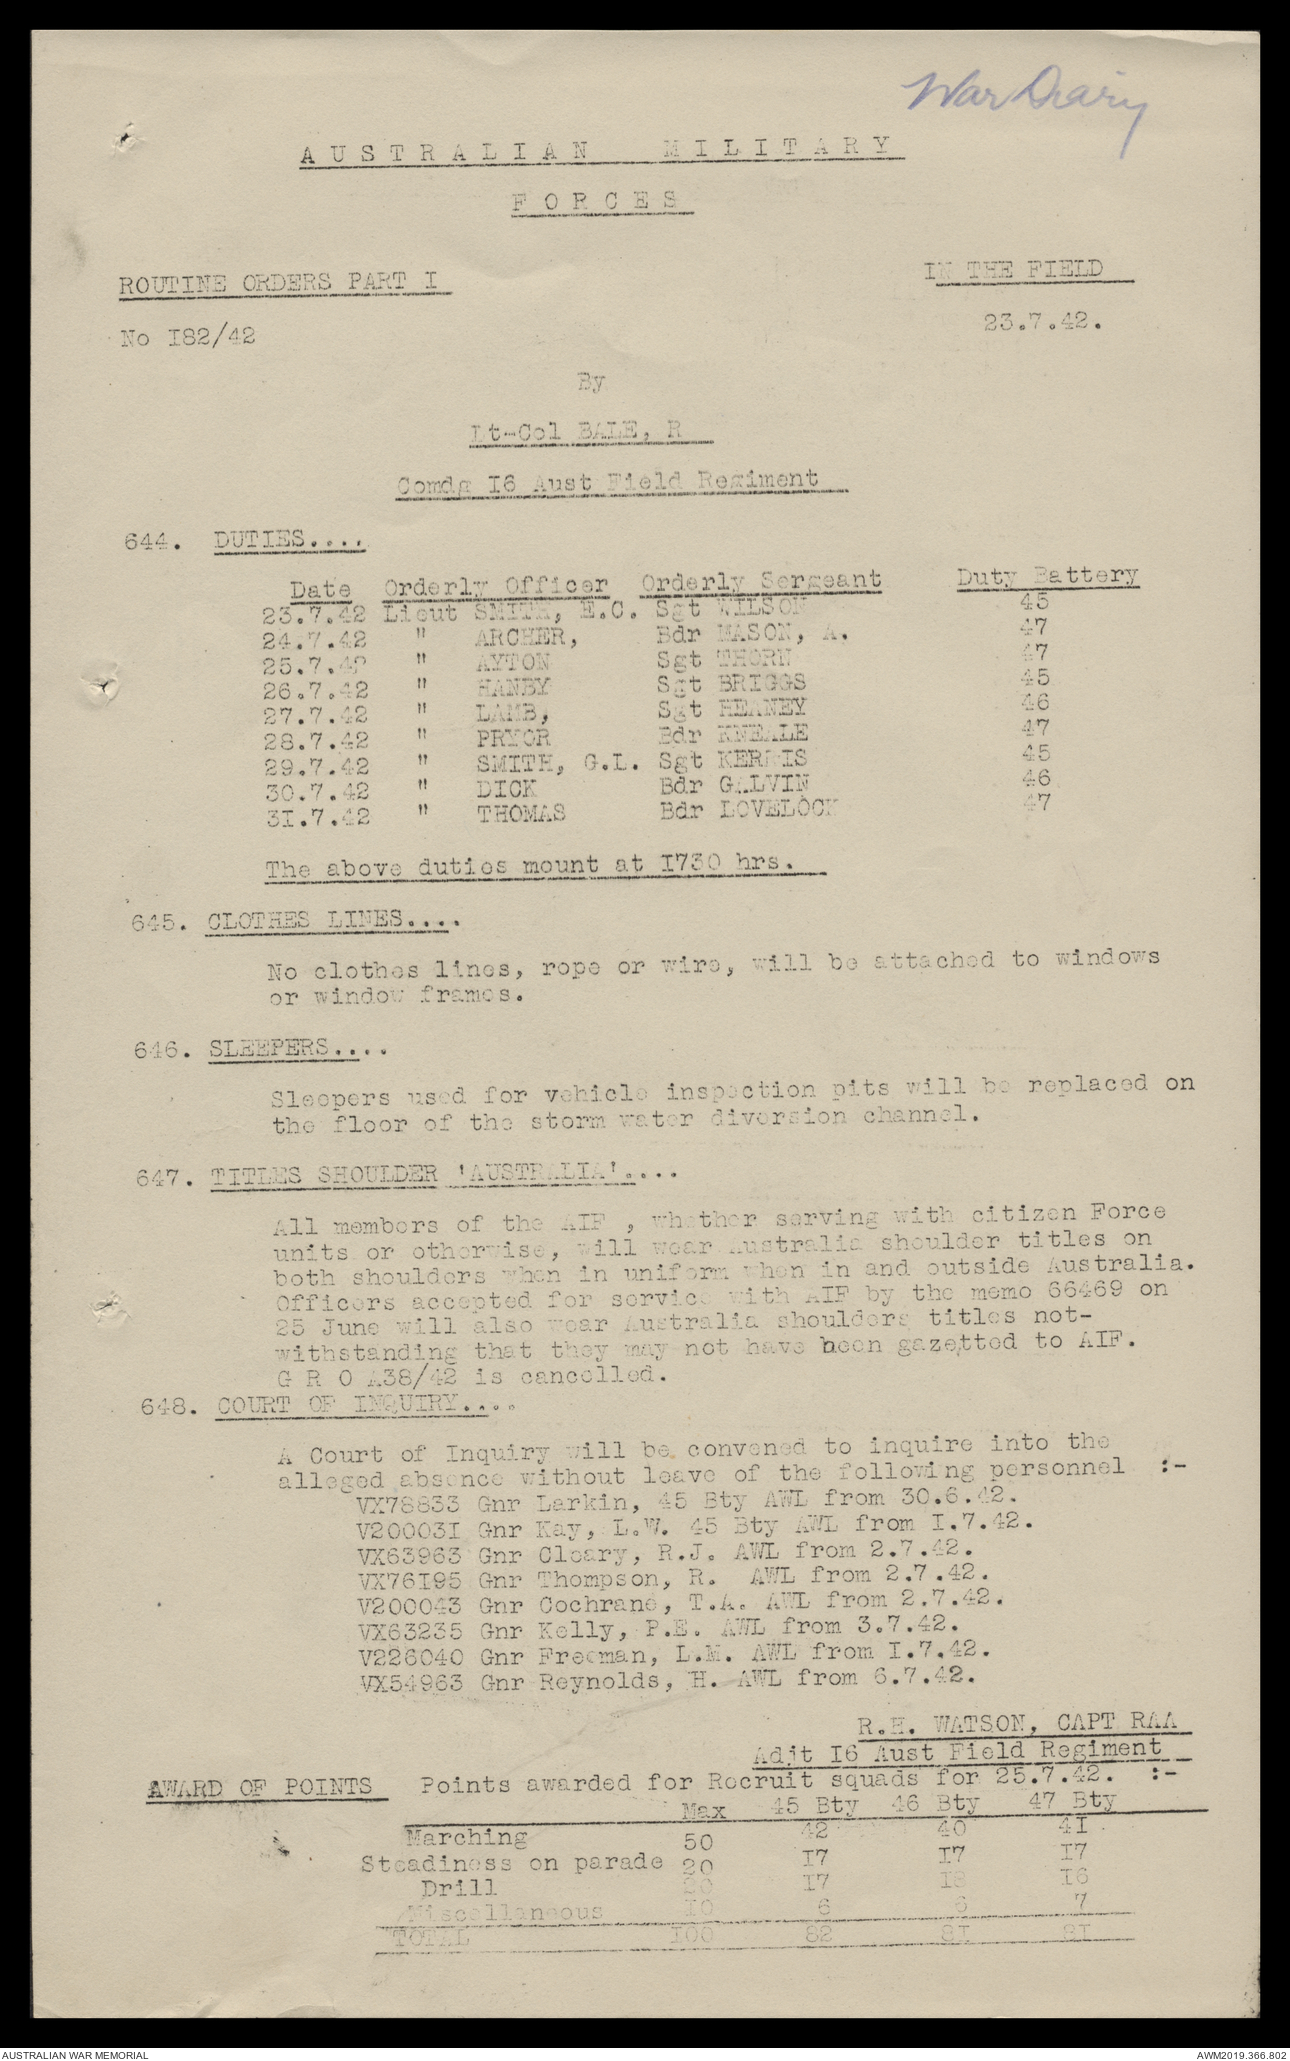 War Diary
AUSTRALIAN MILITARY
FORCES
ROUTINE ORDERS PART I
IN THE FIELD
No I82/42
23.7.42.
By
Lt-Col BALE, R
Comdg I6 Aust Field Regiment
644. DUTIES....
Date Orderly Officer Orderly Sergeant Duty Battery
23.7.42 Lieut SMITH, E.C. Sgt WILSON 45
24.7.42 " ARCHER, Bdr MASON, A. 47
25.7.42 " AYTON Sgt THORN 47
26.7.42 " HANBY Sgt BRIGGS 45
27.7.42 " LAMB, Sgt HEANEY 46
28.7.42 " PRYOR Bdr KNEALE 47
29.7.42 " SMITH, G.L. Sgt KERRIS 45
30.7.42 " DICK Bdr GALVIN 46
3I.7.42 " THOMAS Bdr LOVELOCK 47
The above duties mount at I730 hrs.
645. CLOTHES LINES....
No clothes lines, rope or wire, will be attached to windows
or window frames.
646. SLEEPERS....
Sleepers used for vehicle inspection pits will be replaced on
the floor of the storm water diversion channel.
647. TITLES SHOULDER 'AUSTRALIA'....
All members of the AIF , whether serving with citizen Force
units or otherwise, will wear Australia shoulder titles on
both shoulders when in uniform when in and outside Australia.
Officers accepted for service with AIF by the memo 66469 on
25 June will also wear Australia shoulders titles not-
withstanding that they may not have been gazetted to AIF.
G R O A38/42 is cancelled.
648. COURT OF INQUIRY....
A Court of Inquiry will be convened to inquire into the
alleged absence without leave of the following personnel :-
VX78833 Gnr Larkin, 45 Bty AWL from 30.6.42.
V20003I Gnr Kay, L.W. 45 Bty AWL from I.7.42.
VX63963 Gnr Cleary, R.J. AWL from 2.7.42.
VX76I95 Gnr Thompson, R. AWL from 2.7.42.
V200043 Gnr Cochrane, T.A. AWL from 2.7.42.
VX63235 Gnr Kelly, P.E. AWL from 3.7.42.
V226040 Gnr Freeman, L.M. AWL from I.7.42.
VX54963 Gnr Reynolds, H. AWL from 6.7.42.
R.H. WATSON, CAPT RAA
Adjt I6 Aust Field Regiment
AWARD OF POINTS Points awarded for Recruit squads for 25.7.42. :-
Max 45 Bty 46 Bty 47 Bty
Marching 50 42 40 4I
Steadiness on parade 20 I7 I7 I7
Drill 20 I7 I8 I6
Miscellaneous I0 6 6 7
TOTAL I00 82 8I 8I
AUSTRALIAN WAR MEMORIAL
AWM2019.366.802